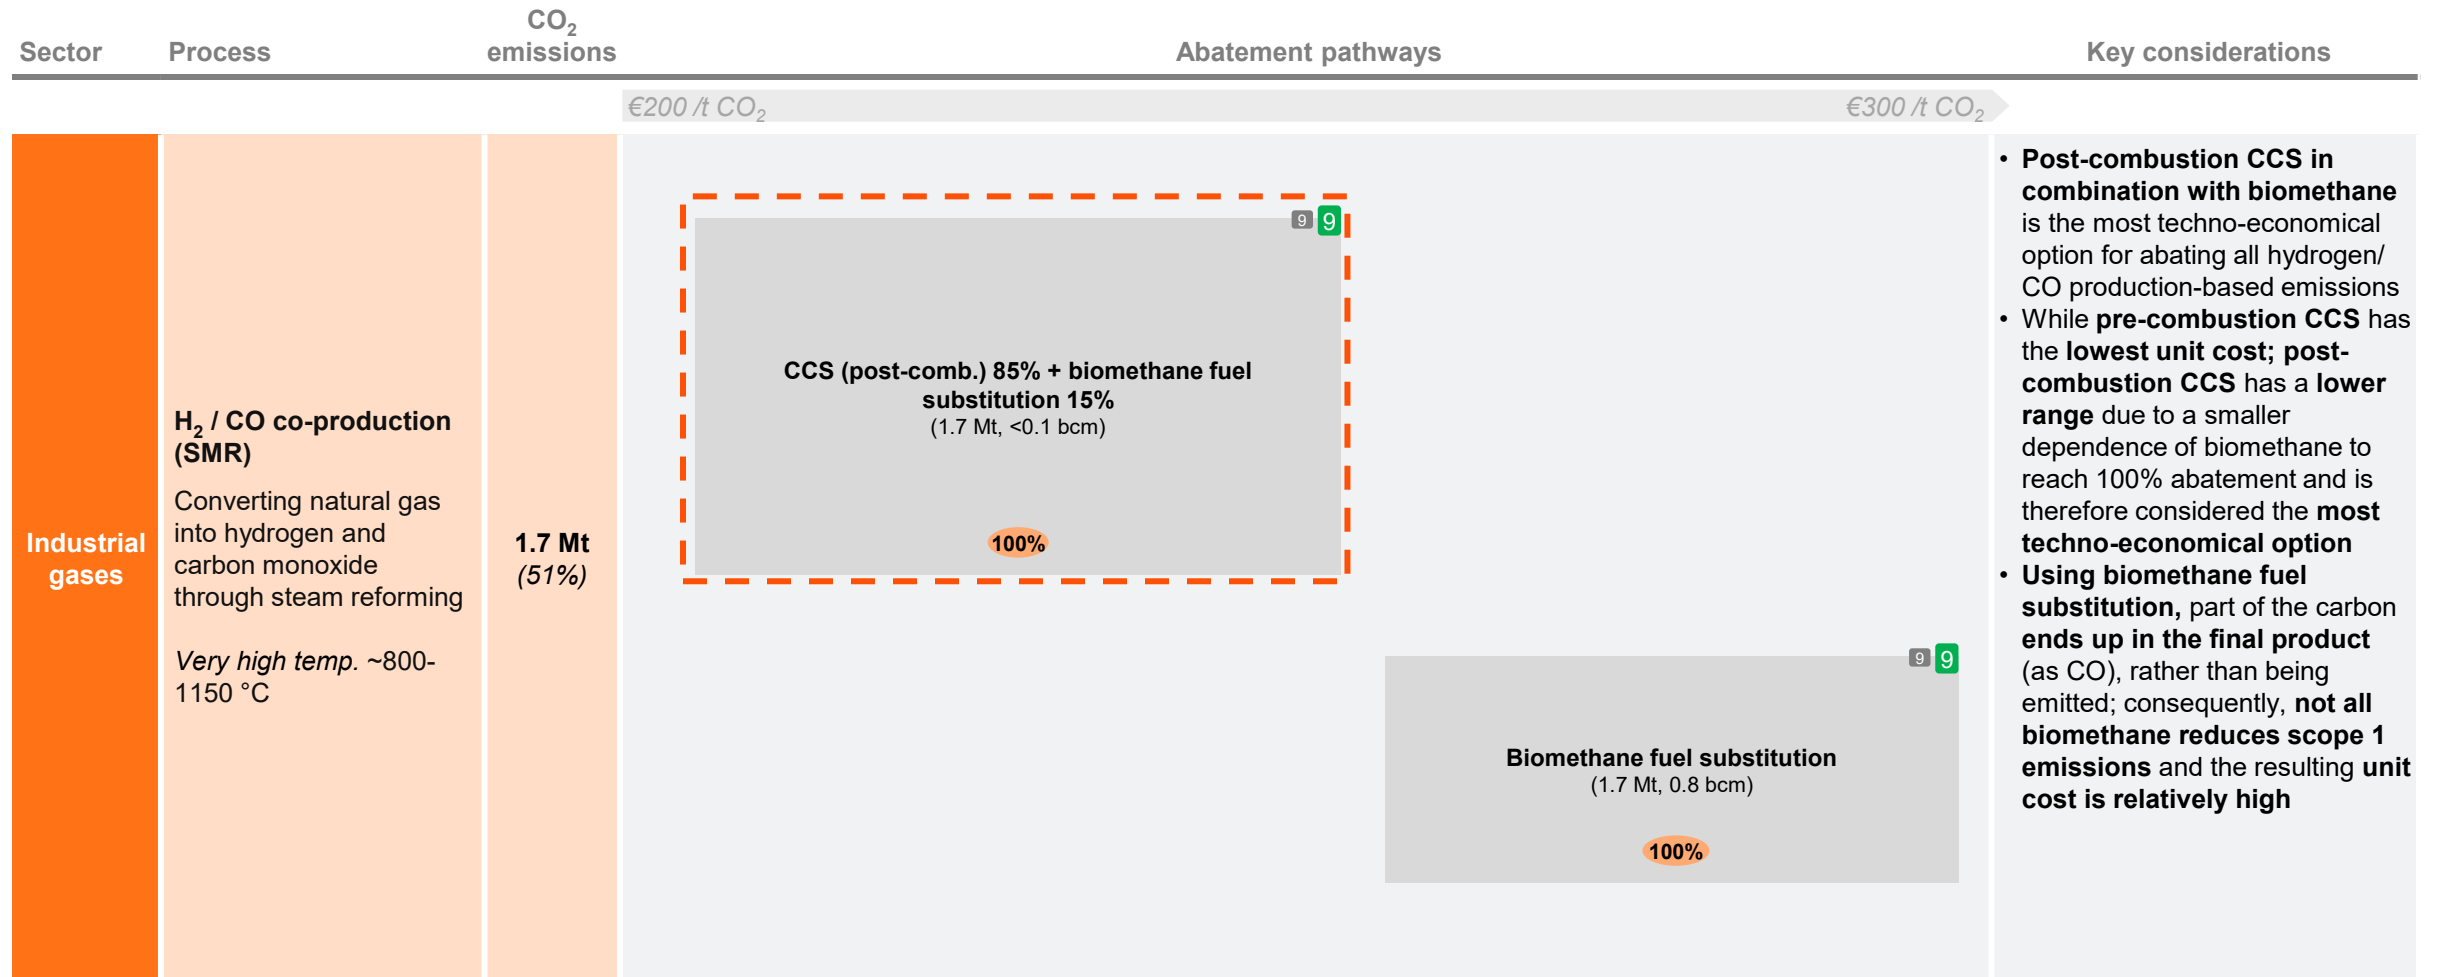 Sector
Process
CO2
emissions
Abatement pathways
Key considerations
€200 /t CO2
€300 /t CO2
Industrial
gases
H2 / CO co-production
(SMR)
Converting natural gas
into hydrogen and
carbon monoxide
through steam reforming
Very high temp. ~800-
1150 °C
1.7 Mt
(51%)
9 9
CCS (post-comb.) 85% + biomethane fuel
substitution 15%
(1.7 Mt, <0.1 bcm)
100%
9 9
Biomethane fuel substitution
(1.7 Mt, 0.8 bcm)
100%
• Post-combustion CCS in
combination with biomethane
is the most techno-economical
option for abating all hydrogen/
CO production-based emissions
• While pre-combustion CCS has
the lowest unit cost; post-
combustion CCS has a lower
range due to a smaller
dependence of biomethane to
reach 100% abatement and is
therefore considered the most
techno-economical option
• Using biomethane fuel
substitution, part of the carbon
ends up in the final product
(as CO), rather than being
emitted; consequently, not all
biomethane reduces scope 1
emissions and the resulting unit
cost is relatively high